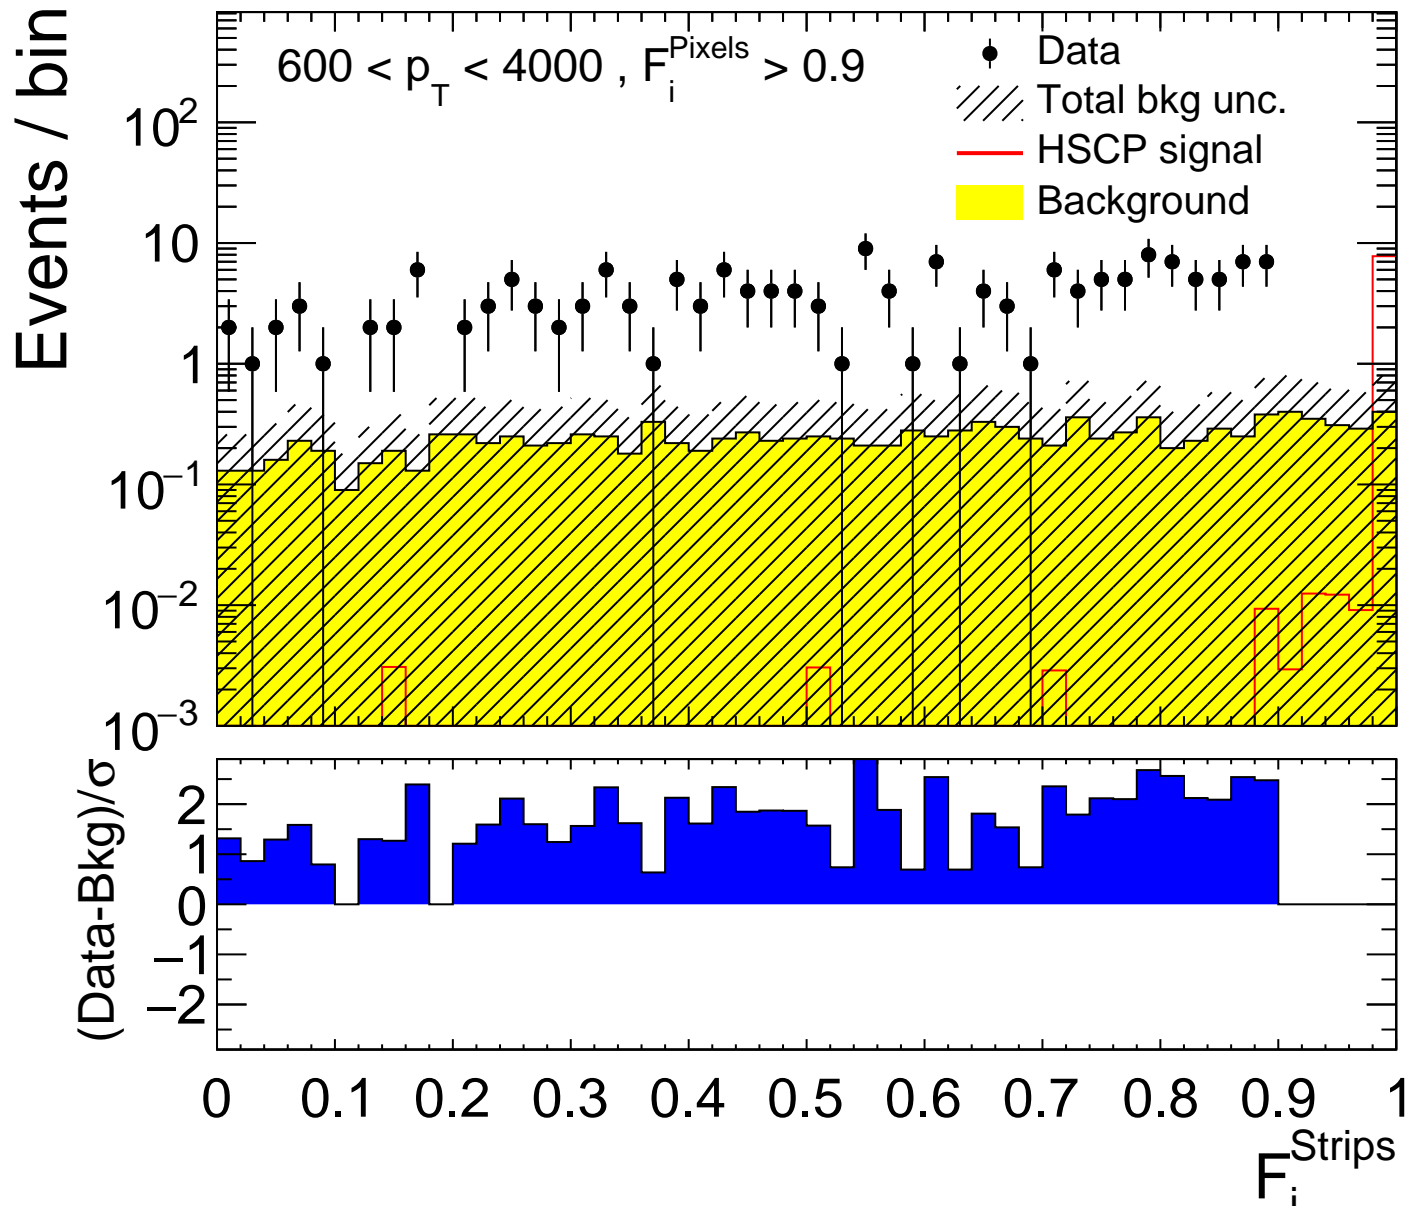 Events / bin
600 < p_T < 4000 , F_i^Pixels > 0.9
Data
Total bkg unc.
HSCP signal
Background
10²
10
1
10⁻¹
10⁻²
10⁻³
(Data-Bkg)/σ
2
1
0
−1
−2
0 0.1 0.2 0.3 0.4 0.5 0.6 0.7 0.8 0.9 1
F_i^Strips